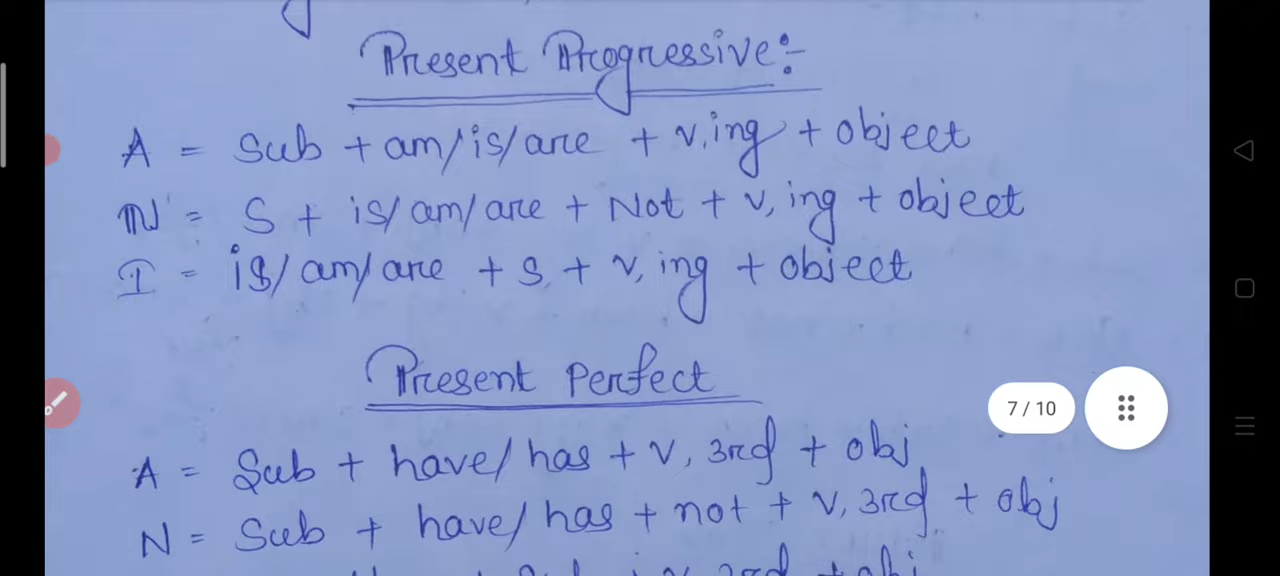 Present Progressive:-
A = Sub + am/is/are + v, ing + object
N = S + is/am/are + Not + v, ing + object
I = is/am/are + S, + v, ing + object
Present Perfect
A = Sub + have/has + v, 3rd + obj
7 / 10
N = Sub + have/has + not + v, 3rd + obj